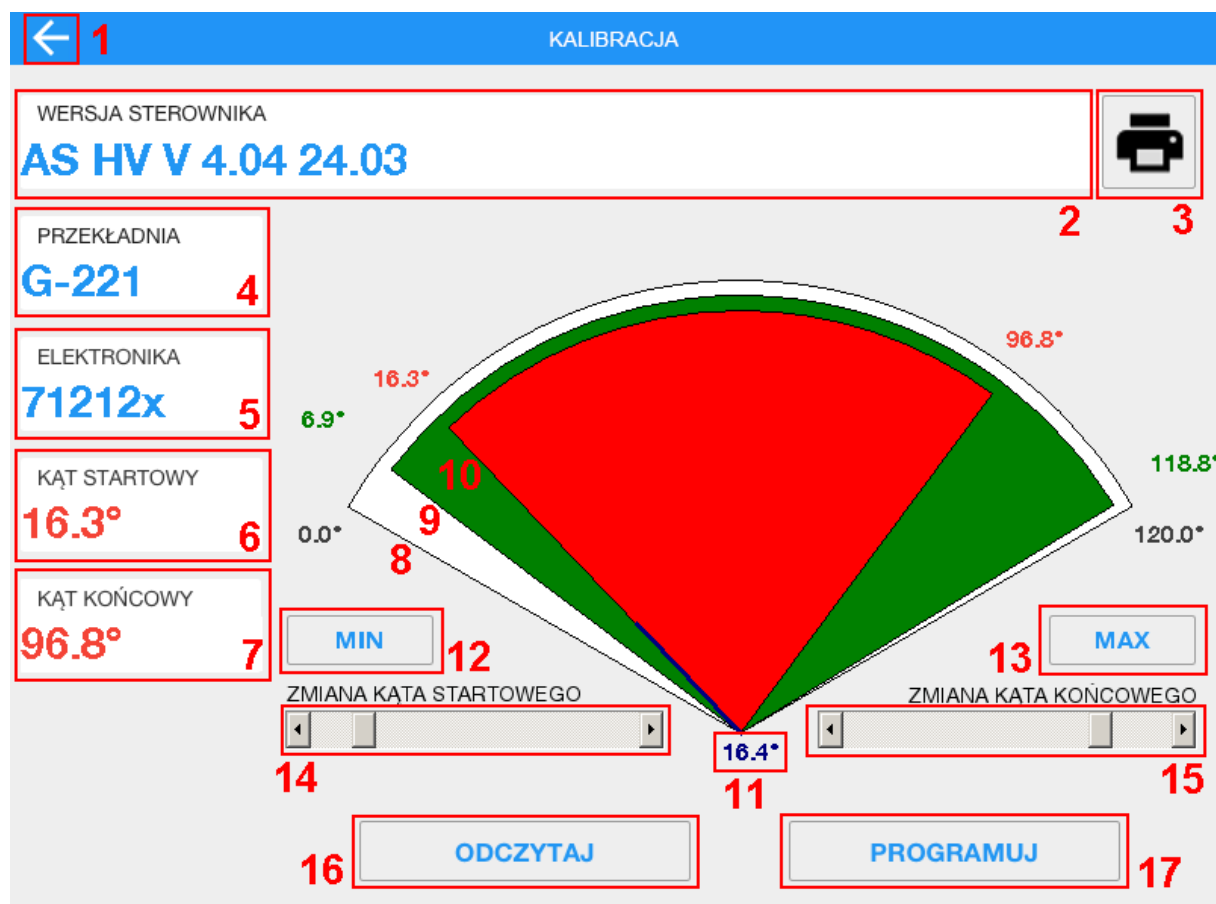 1
KALIBRACJA
WERSJA STEROWNIKA
AS HV V 4.04 24.03
2
3
PRZEKŁADNIA
G-221
4
ELEKTRONIKA
71212x
5
KĄT STARTOWY
16.3°
6
KĄT KOŃCOWY
96.8°
7
96.8°
16.3°
6.9°
118.8°
10
9
0.0°
8
120.0°
MIN
12
13
MAX
ZMIANA KĄTA STARTOWEGO
ZMIANA KĄTA KOŃCOWEGO
14
16.4°
11
15
16
ODCZYTAJ
PROGRAMUJ
17